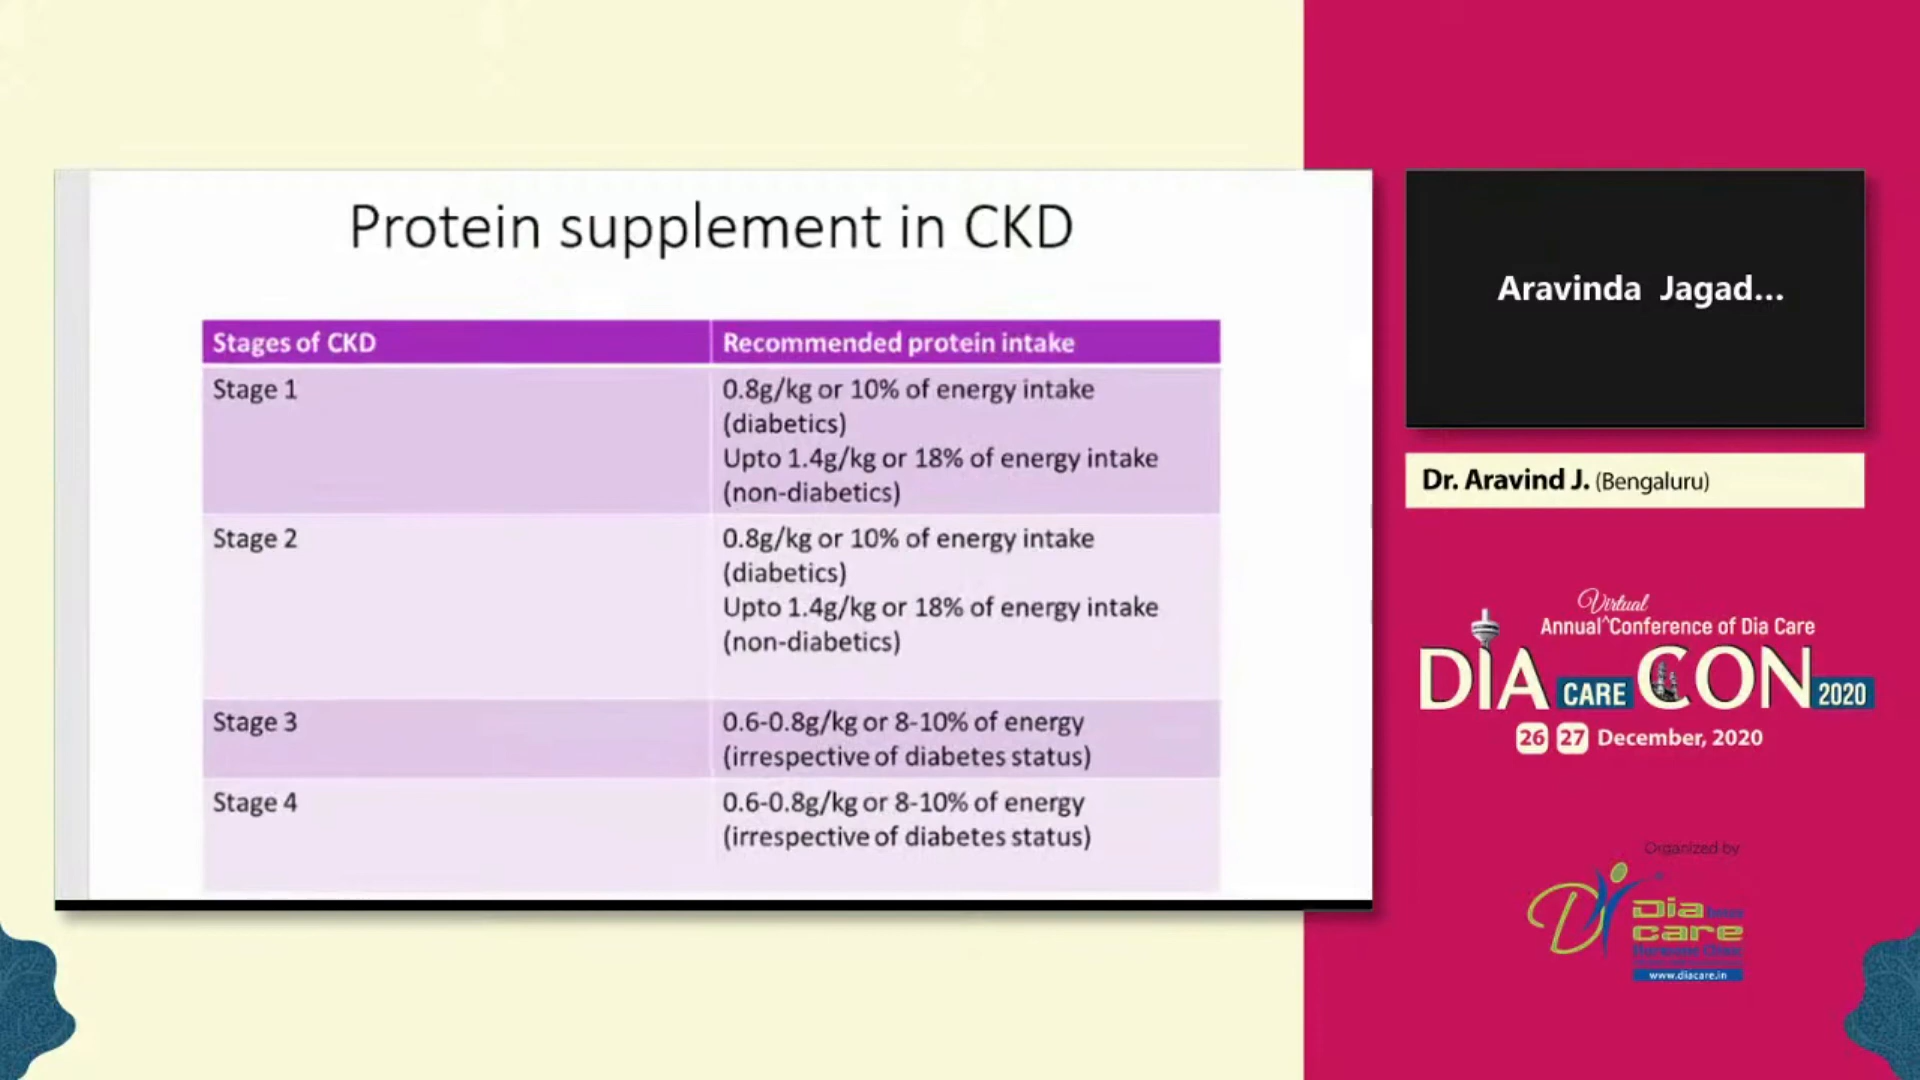 Protein supplement in CKD
Stages of CKD
Recommended protein intake
Stage 1
0.8g/kg or 10% of energy intake
(diabetics)
Upto 1.4g/kg or 18% of energy intake
(non-diabetics)
Stage 2
0.8g/kg or 10% of energy intake
(diabetics)
Upto 1.4g/kg or 18% of energy intake
(non-diabetics)
Stage 3
0.6-0.8g/kg or 8-10% of energy
(irrespective of diabetes status)
Stage 4
0.6-0.8g/kg or 8-10% of energy
(irrespective of diabetes status)
Aravinda Jagad...
Dr. Aravind J. (Bengaluru)
Virtual
Annual^Conference of Dia Care
DIA CARE CON 2020
26 27 December, 2020
Organized by
Dia
care
www.diacare.in